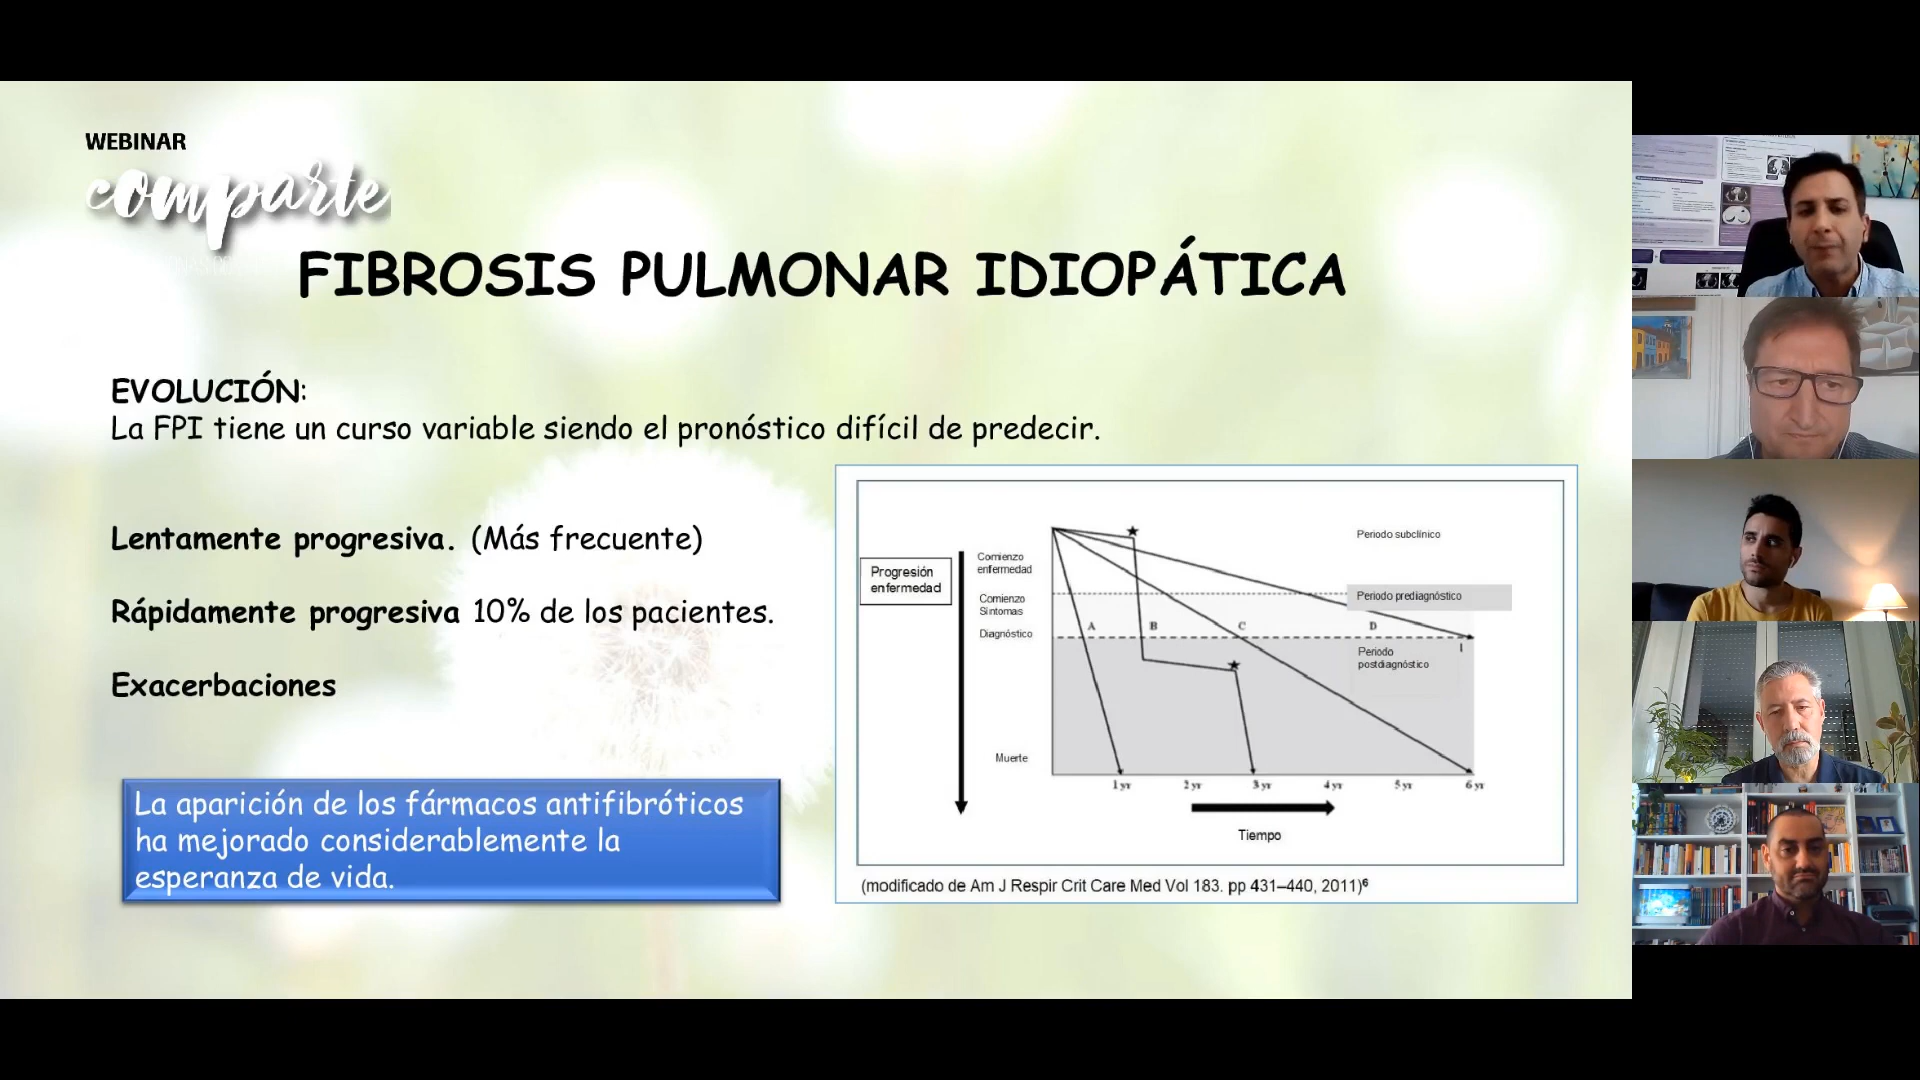 WEBINAR
comparte
FIBROSIS PULMONAR IDIOPÁTICA
EVOLUCIÓN:
La FPI tiene un curso variable siendo el pronóstico difícil de predecir.
Lentamente progresiva. (Más frecuente)
Rápidamente progresiva 10% de los pacientes.
Exacerbaciones
La aparición de los fármacos antifibróticos
ha mejorado considerablemente la
esperanza de vida.
Progresión
enfermedad
Comienzo
enfermedad
Comienzo
Síntomas
Diagnóstico
Muerte
Periodo subclínico
Periodo prediagnóstico
A B C D
Periodo
postdiagnóstico
1 yr 2 yr 3 yr 4 yr 5 yr 6 yr
Tiempo
(modificado de Am J Respir Crit Care Med Vol 183. pp 431–440, 2011)⁶